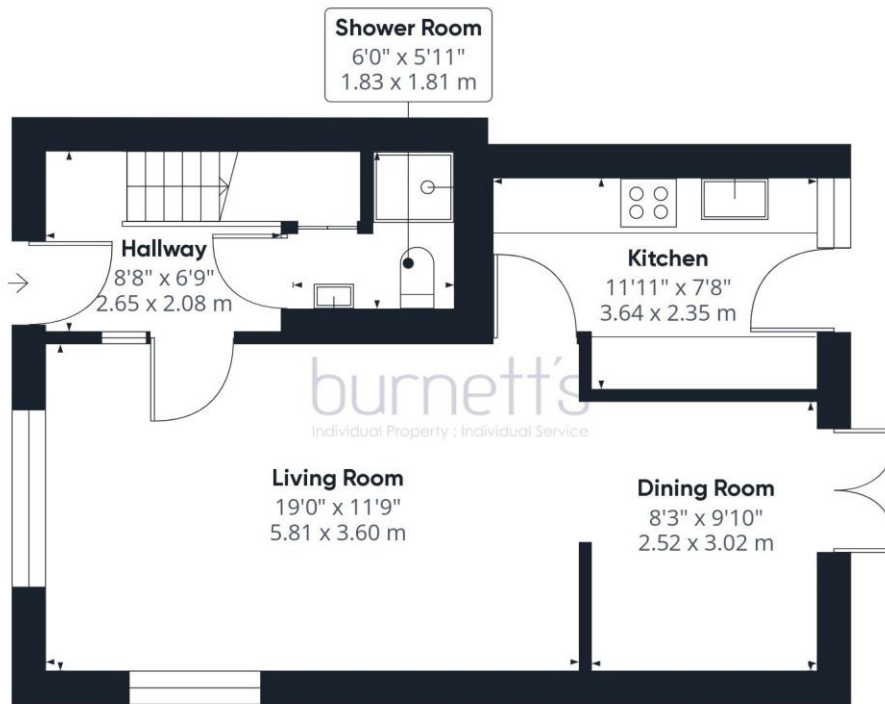 Shower Room
6'0" x 5'11"
1.83 x 1.81 m
Hallway
8'8" x 6'9"
2.65 x 2.08 m
Kitchen
11'11" x 7'8"
3.64 x 2.35 m
burnett's
Individual Property : Individual Service
Living Room
19'0" x 11'9"
5.81 x 3.60 m
Dining Room
8'3" x 9'10"
2.52 x 3.02 m